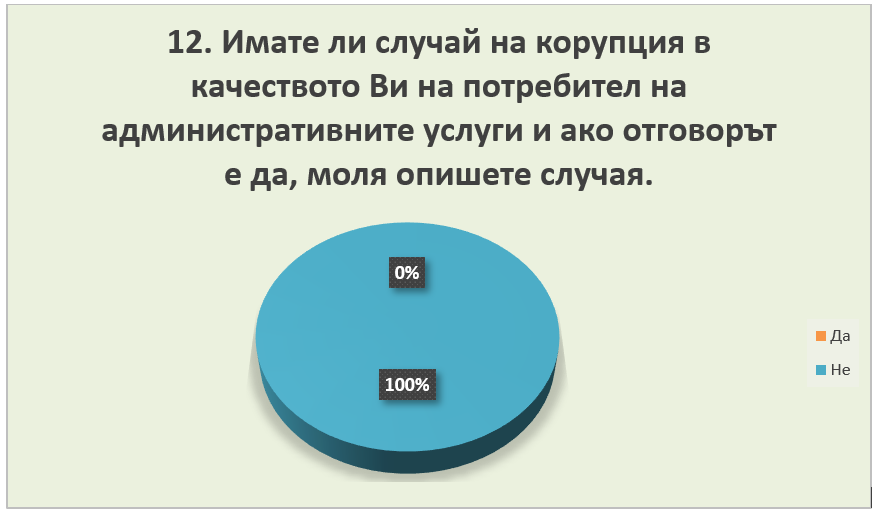 12. Имате ли случай на корупция в
качеството Ви на потребител на
административните услуги и ако отговорът
е да, моля опишете случая.
0%
100%
Да
Не